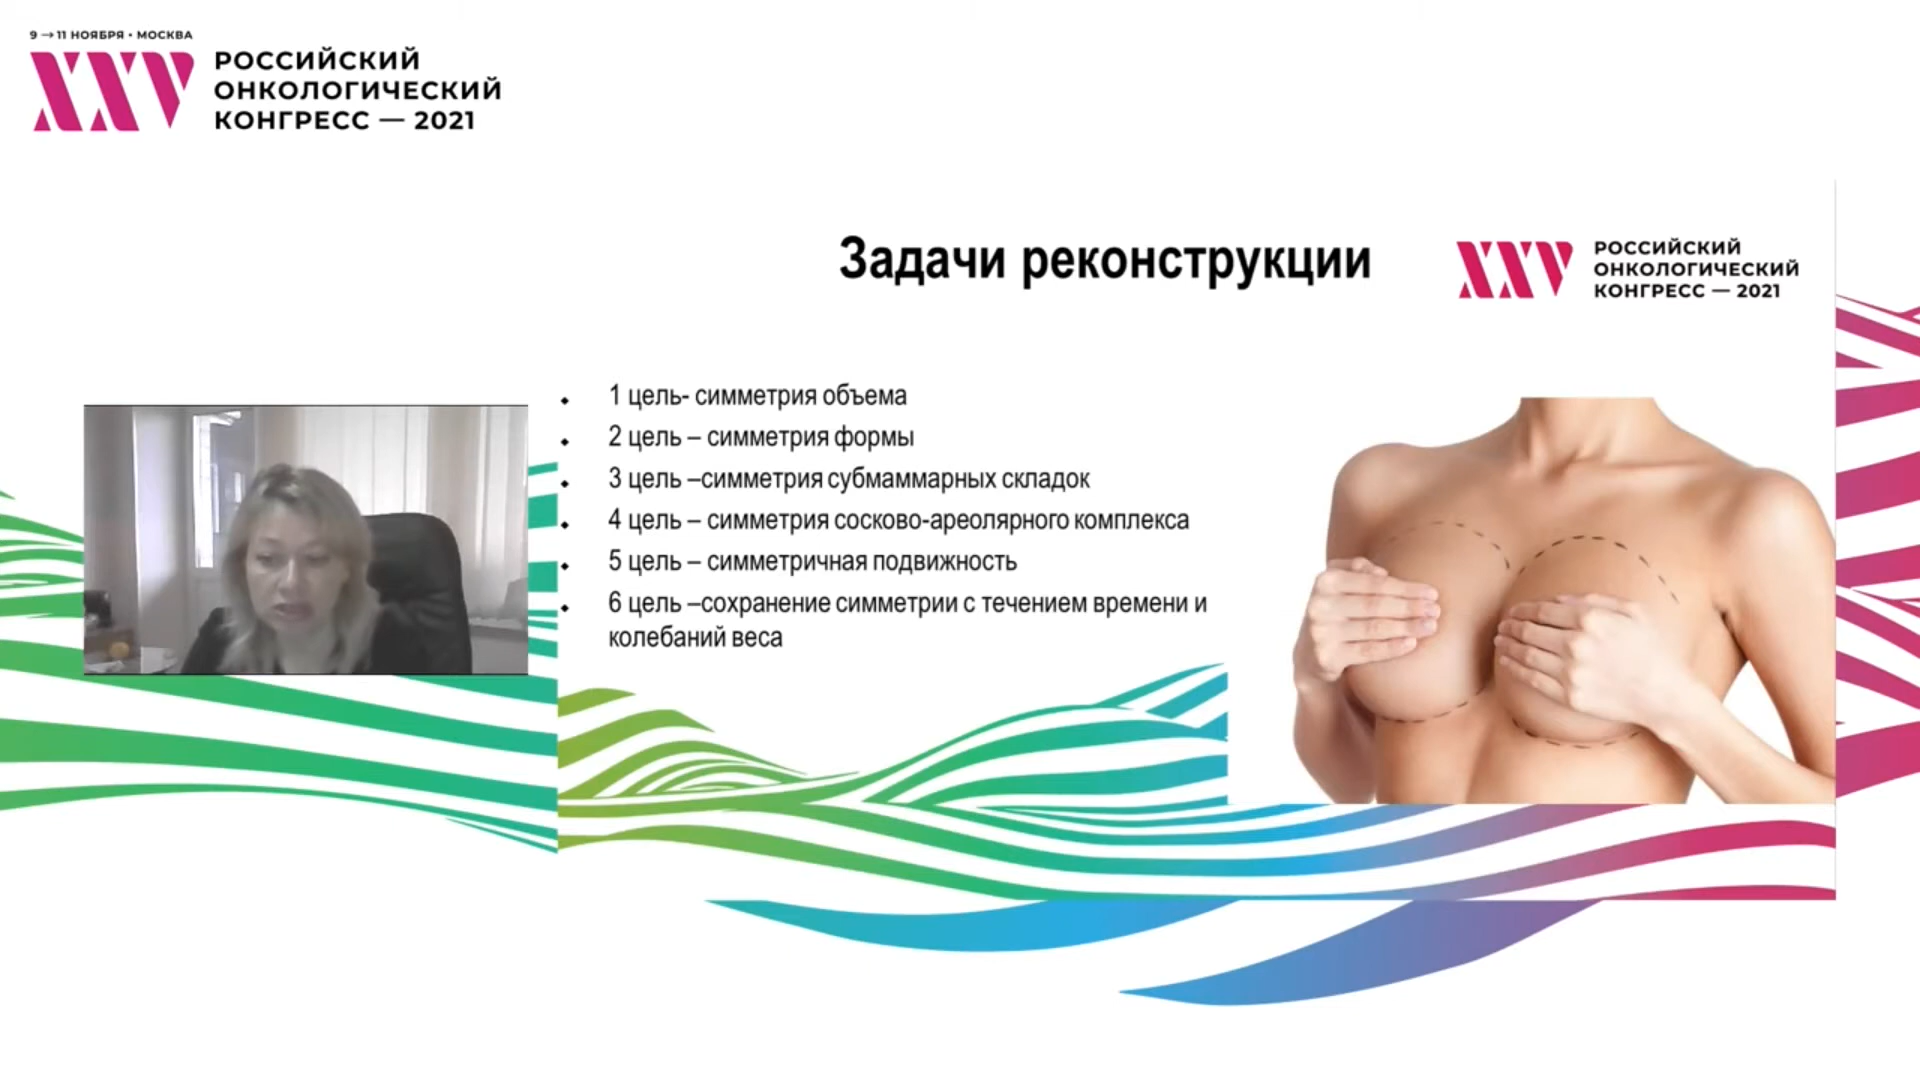 9 → 11 НОЯБРЯ • МОСКВА
XXV
РОССИЙСКИЙ
ОНКОЛОГИЧЕСКИЙ
КОНГРЕСС — 2021
Задачи реконструкции
XXV
РОССИЙСКИЙ
ОНКОЛОГИЧЕСКИЙ
КОНГРЕСС — 2021
1 цель- симметрия объема
2 цель – симметрия формы
3 цель –симметрия субмаммарных складок
4 цель – симметрия сосково-ареолярного комплекса
5 цель – симметричная подвижность
6 цель –сохранение симметрии с течением времени и
колебаний веса